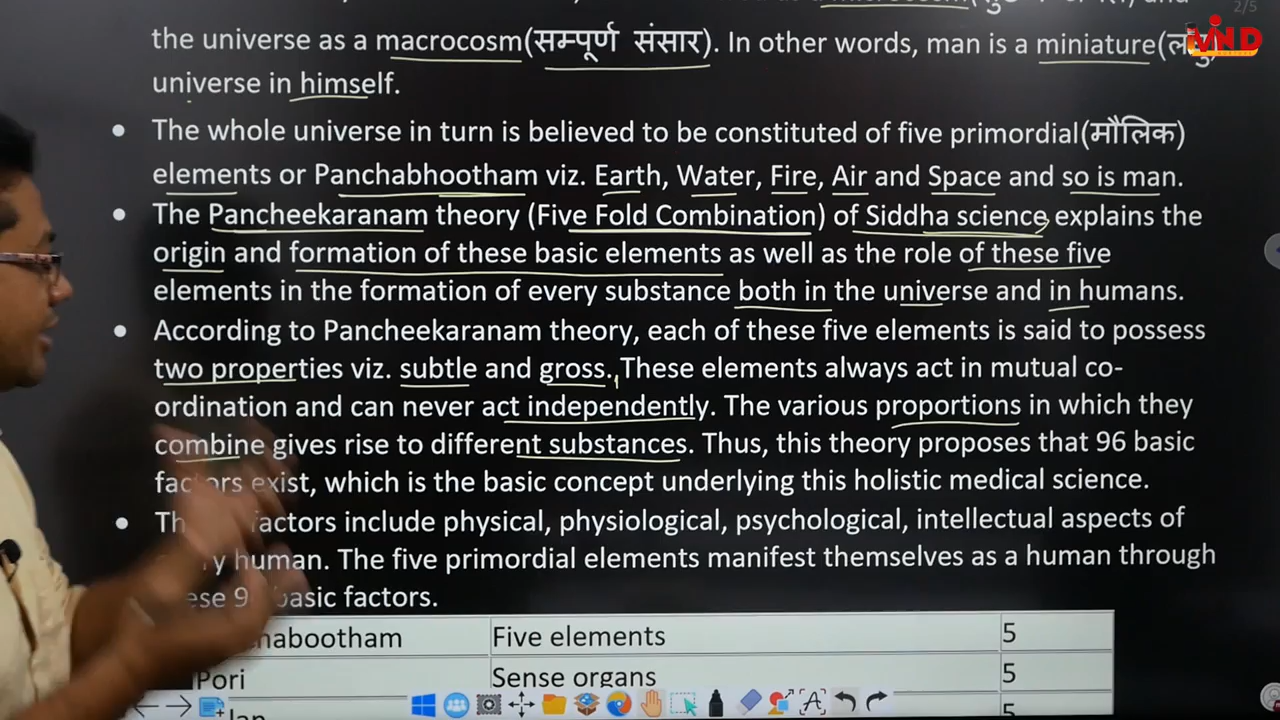 the universe as a macrocosm(सम्पूर्ण संसार). In other words, man is a miniature
universe in himself.
• The whole universe in turn is believed to be constituted of five primordial(मौलिक)
elements or Panchabhootham viz. Earth, Water, Fire, Air and Space and so is man.
• The Pancheekaranam theory (Five Fold Combination) of Siddha science, explains the
origin and formation of these basic elements as well as the role of these five
elements in the formation of every substance both in the universe and in humans.
• According to Pancheekaranam theory, each of these five elements is said to possess
two properties viz. subtle and gross. These elements always act in mutual co-
ordination and can never act independently. The various proportions in which they
combine gives rise to different substances. Thus, this theory proposes that 96 basic
factors exist, which is the basic concept underlying this holistic medical science.
• factors include physical, physiological, psychological, intellectual aspects of
human. The five primordial elements manifest themselves as a human through
basic factors.
Five elements 5
Pori Sense organs 5
5
2/5
MIND